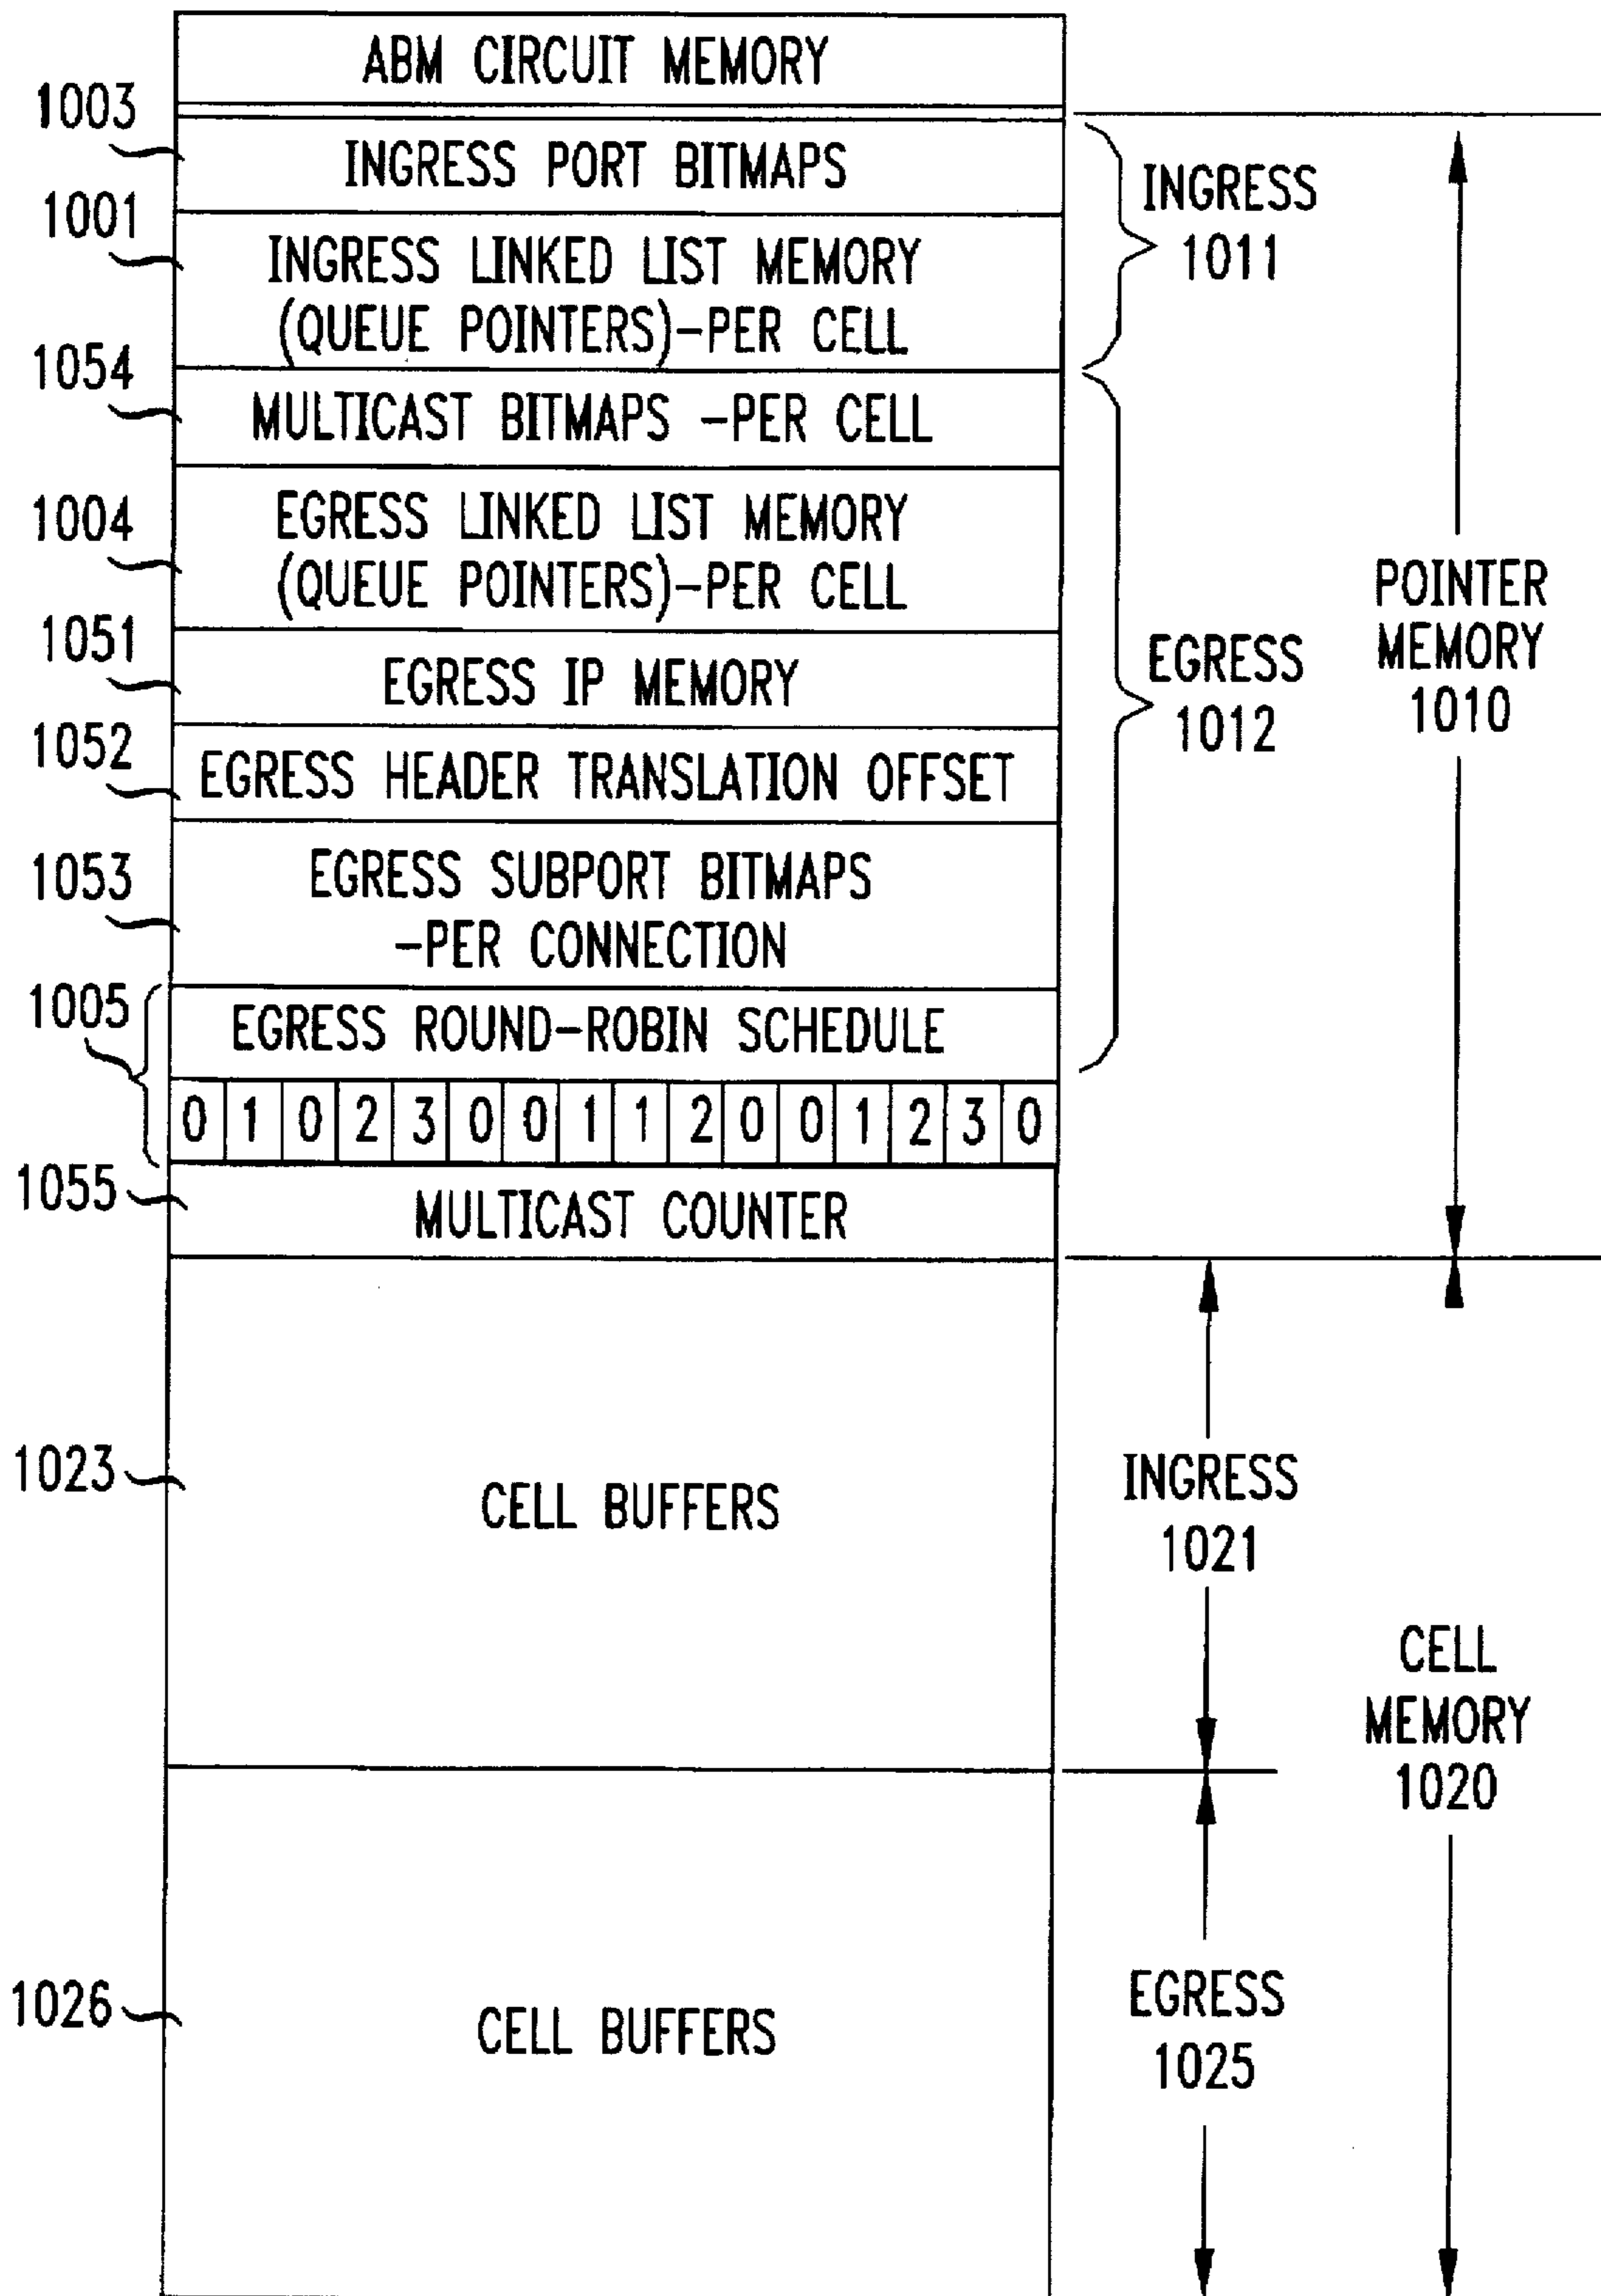 ABM CIRCUIT MEMORY
1003
INGRESS PORT BITMAPS
1001
INGRESS LINKED LIST MEMORY
(QUEUE POINTERS)-PER CELL
INGRESS
1011
1054
MULTICAST BITMAPS -PER CELL
1004
EGRESS LINKED LIST MEMORY
(QUEUE POINTERS)-PER CELL
1051
EGRESS IP MEMORY
1052
EGRESS HEADER TRANSLATION OFFSET
1053
EGRESS SUBPORT BITMAPS
-PER CONNECTION
1005
EGRESS ROUND-ROBIN SCHEDULE
0 1 0 2 3 0 0 1 1 2 0 0 1 2 3 0
EGRESS
1012
POINTER
MEMORY
1010
1055
MULTICAST COUNTER
1023
CELL BUFFERS
INGRESS
1021
CELL
MEMORY
1020
1026
CELL BUFFERS
EGRESS
1025